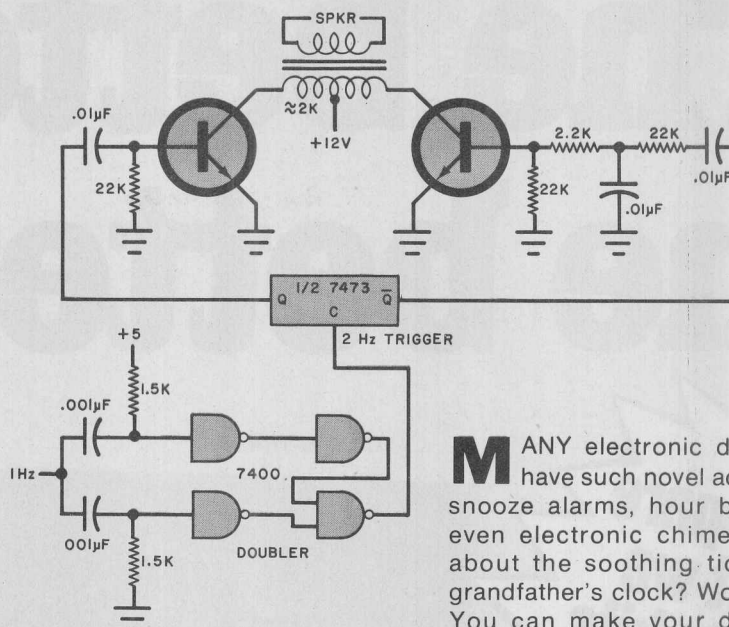 SPKR
.01µF
≈2K
+12V
2.2K
22K
.01µF
22K
22K
.01µF
Q
1/2 7473
Q̅
C
2 Hz TRIGGER
+5
1.5K
.001µF
1Hz
7400
001µF
DOUBLER
1.5K
MANY electronic d
have such novel ac
snooze alarms, hour b
even electronic chime
about the soothing tic
grandfather's clock? Wo
You can make your d